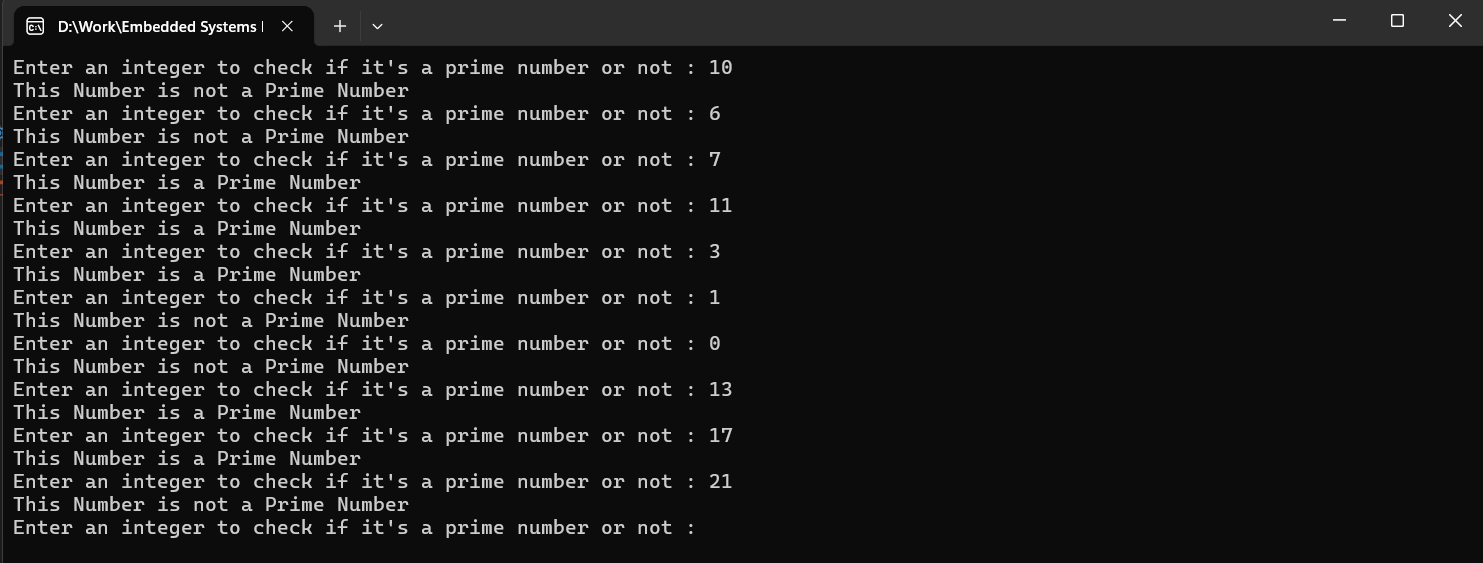 D:\Work\Embedded Systems
Enter an integer to check if it's a prime number or not : 10
This Number is not a Prime Number
Enter an integer to check if it's a prime number or not : 6
This Number is not a Prime Number
Enter an integer to check if it's a prime number or not : 7
This Number is a Prime Number
Enter an integer to check if it's a prime number or not : 11
This Number is a Prime Number
Enter an integer to check if it's a prime number or not : 3
This Number is a Prime Number
Enter an integer to check if it's a prime number or not : 1
This Number is not a Prime Number
Enter an integer to check if it's a prime number or not : 0
This Number is not a Prime Number
Enter an integer to check if it's a prime number or not : 13
This Number is a Prime Number
Enter an integer to check if it's a prime number or not : 17
This Number is a Prime Number
Enter an integer to check if it's a prime number or not : 21
This Number is not a Prime Number
Enter an integer to check if it's a prime number or not :